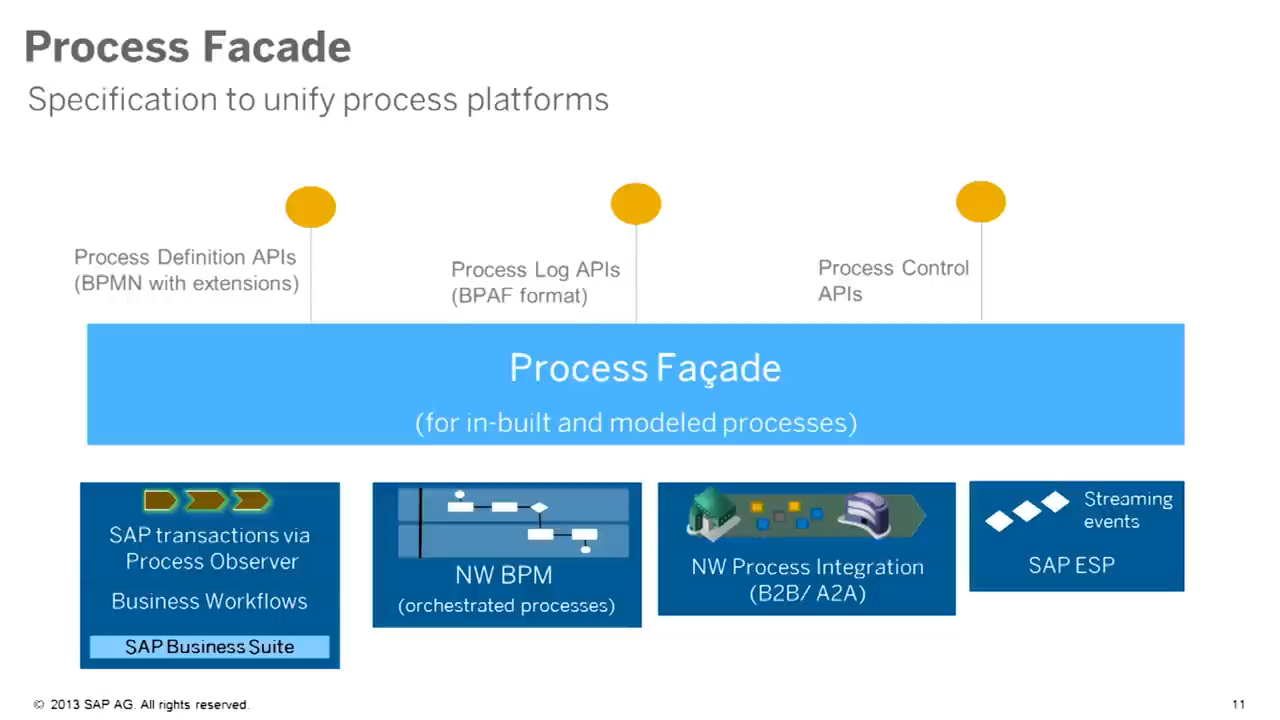 Process Facade
Specification to unify process platforms
Process Definition APIs
(BPMN with extensions)
Process Log APIs
(BPAF format)
Process Control
APIs
Process Façade
(for in-built and modeled processes)
SAP transactions via
Process Observer
Business Workflows
SAP Business Suite
NW BPM
(orchestrated processes)
NW Process Integration
(B2B/ A2A)
Streaming
events
SAP ESP
© 2013 SAP AG. All rights reserved.
11